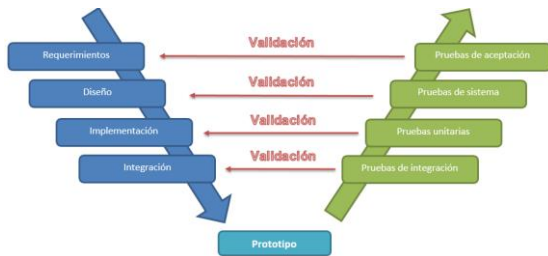 Validación
Requerimientos
Pruebas de aceptación
Validación
Diseño
Pruebas de sistema
Validación
Implementación
Pruebas unitarias
Validación
Integración
Pruebas de integración
Prototipo